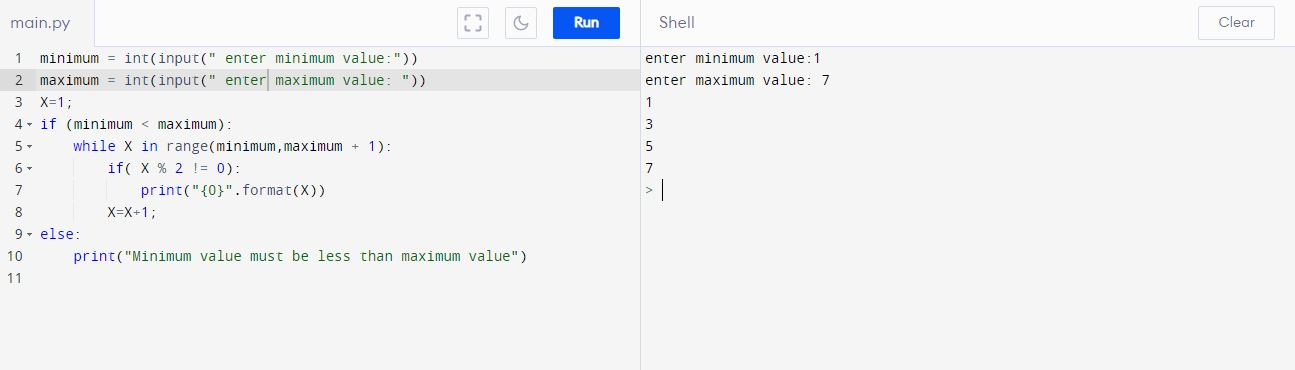 main.py
Run
Shell
Clear
1 minimum = int(input(" enter minimum value:"))
2 maximum = int(input(" enter maximum value: "))
3 X=1;
4 if (minimum < maximum):
5 while X in range(minimum,maximum + 1):
6 if( X % 2 != 0):
7 print("{0}".format(X))
8 X=X+1;
9 else:
10 print("Minimum value must be less than maximum value")
11
enter minimum value:1
enter maximum value: 7
1
3
5
7
>